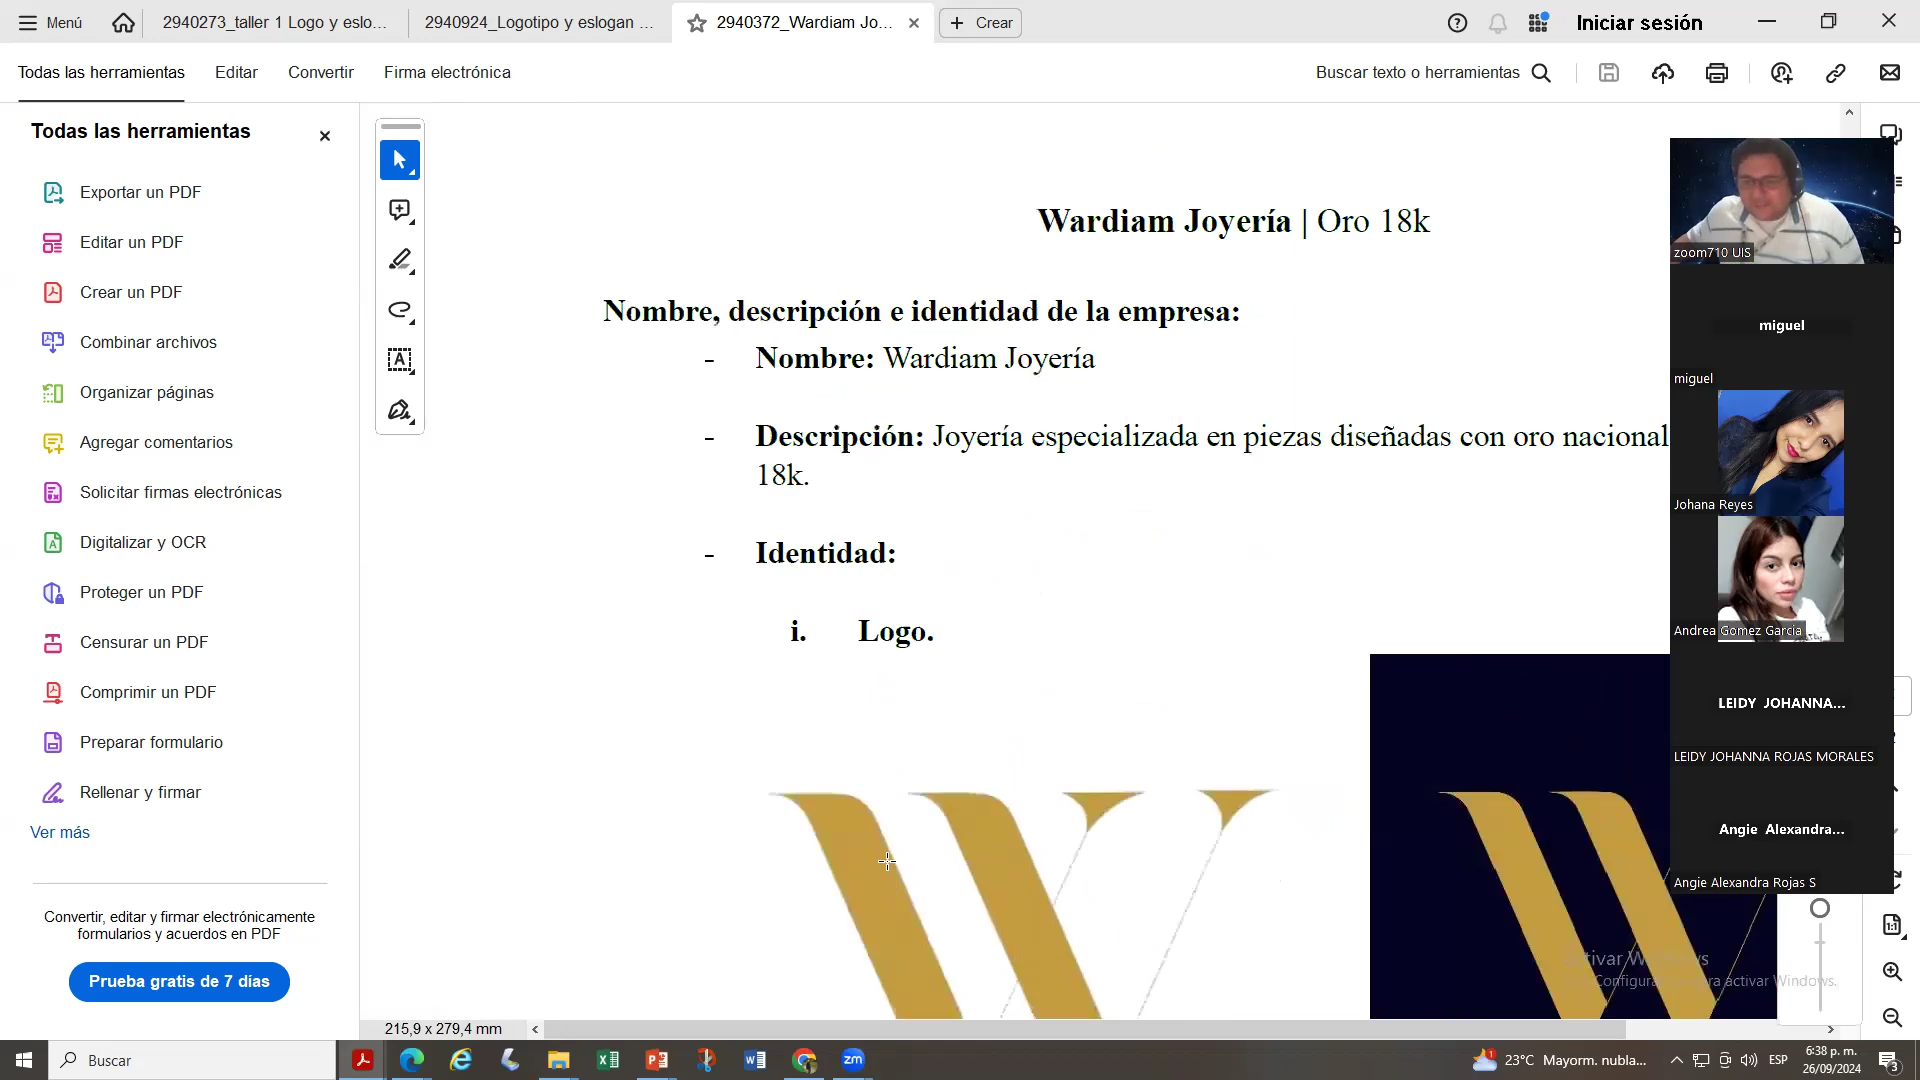 Menú
2940273_taller 1 Logo y eslo...
2940924_Logotipo y eslogan ...
2940372_Wardiam Jo...
Crear
Iniciar sesión
Todas las herramientas
Editar
Convertir
Firma electrónica
Buscar texto o herramientas
Todas las herramientas
Exportar un PDF
Editar un PDF
Crear un PDF
Combinar archivos
Organizar páginas
Agregar comentarios
Solicitar firmas electrónicas
Digitalizar y OCR
Proteger un PDF
Censurar un PDF
Comprimir un PDF
Preparar formulario
Rellenar y firmar
Ver más
Convertir, editar y firmar electrónicamente
formularios y acuerdos en PDF
Prueba gratis de 7 días
Wardiam Joyería | Oro 18k
Nombre, descripción e identidad de la empresa:
- Nombre: Wardiam Joyería
- Descripción: Joyería especializada en piezas diseñadas con oro nacional
18k.
- Identidad:
i. Logo.
zoom710 UIS
miguel
miguel
Johana Reyes
Andrea Gomez Garcia
LEIDY JOHANNA...
LEIDY JOHANNA ROJAS MORALES
Angie Alexandra...
Angie Alexandra Rojas S
activar Windows.
215,9 x 279,4 mm
Buscar
23°C Mayorm. nubla...
ESP
6:38 p. m.
26/09/2024
3